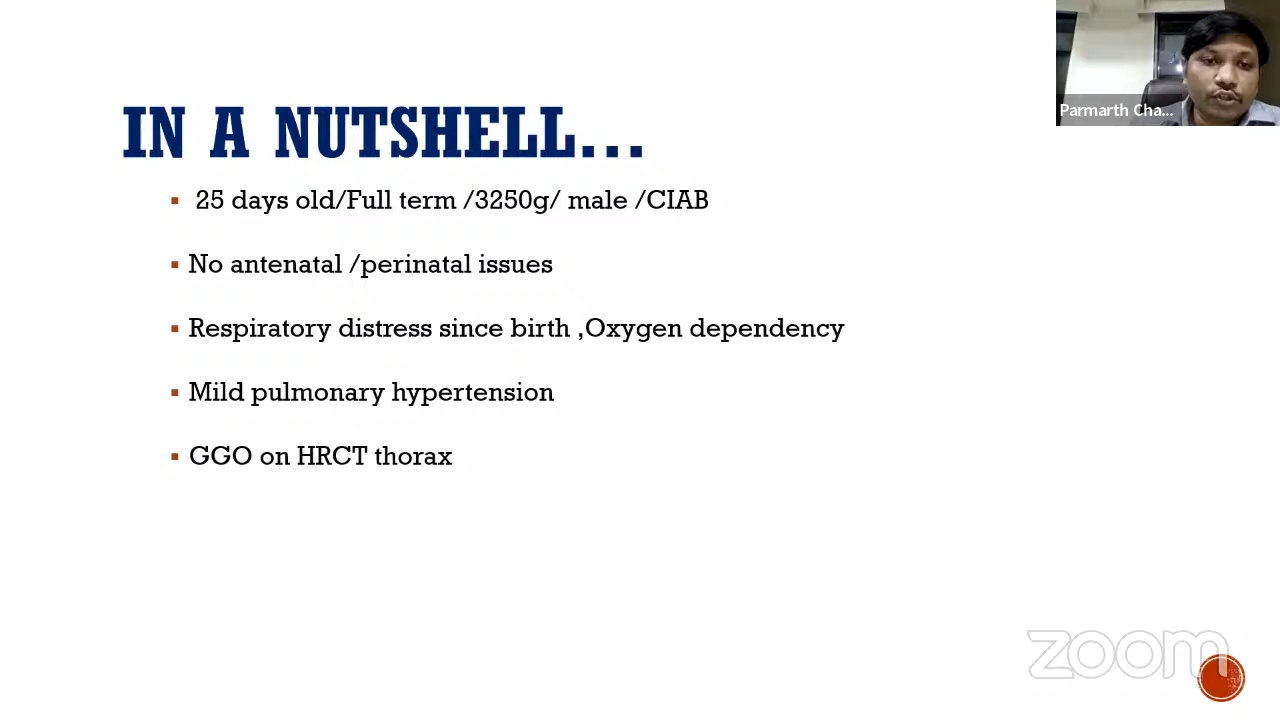 Parmarth Cha...
IN A NUTSHELL...
25 days old/Full term /3250g/ male /CIAB
No antenatal /perinatal issues
Respiratory distress since birth ,Oxygen dependency
Mild pulmonary hypertension
GGO on HRCT thorax
zoom